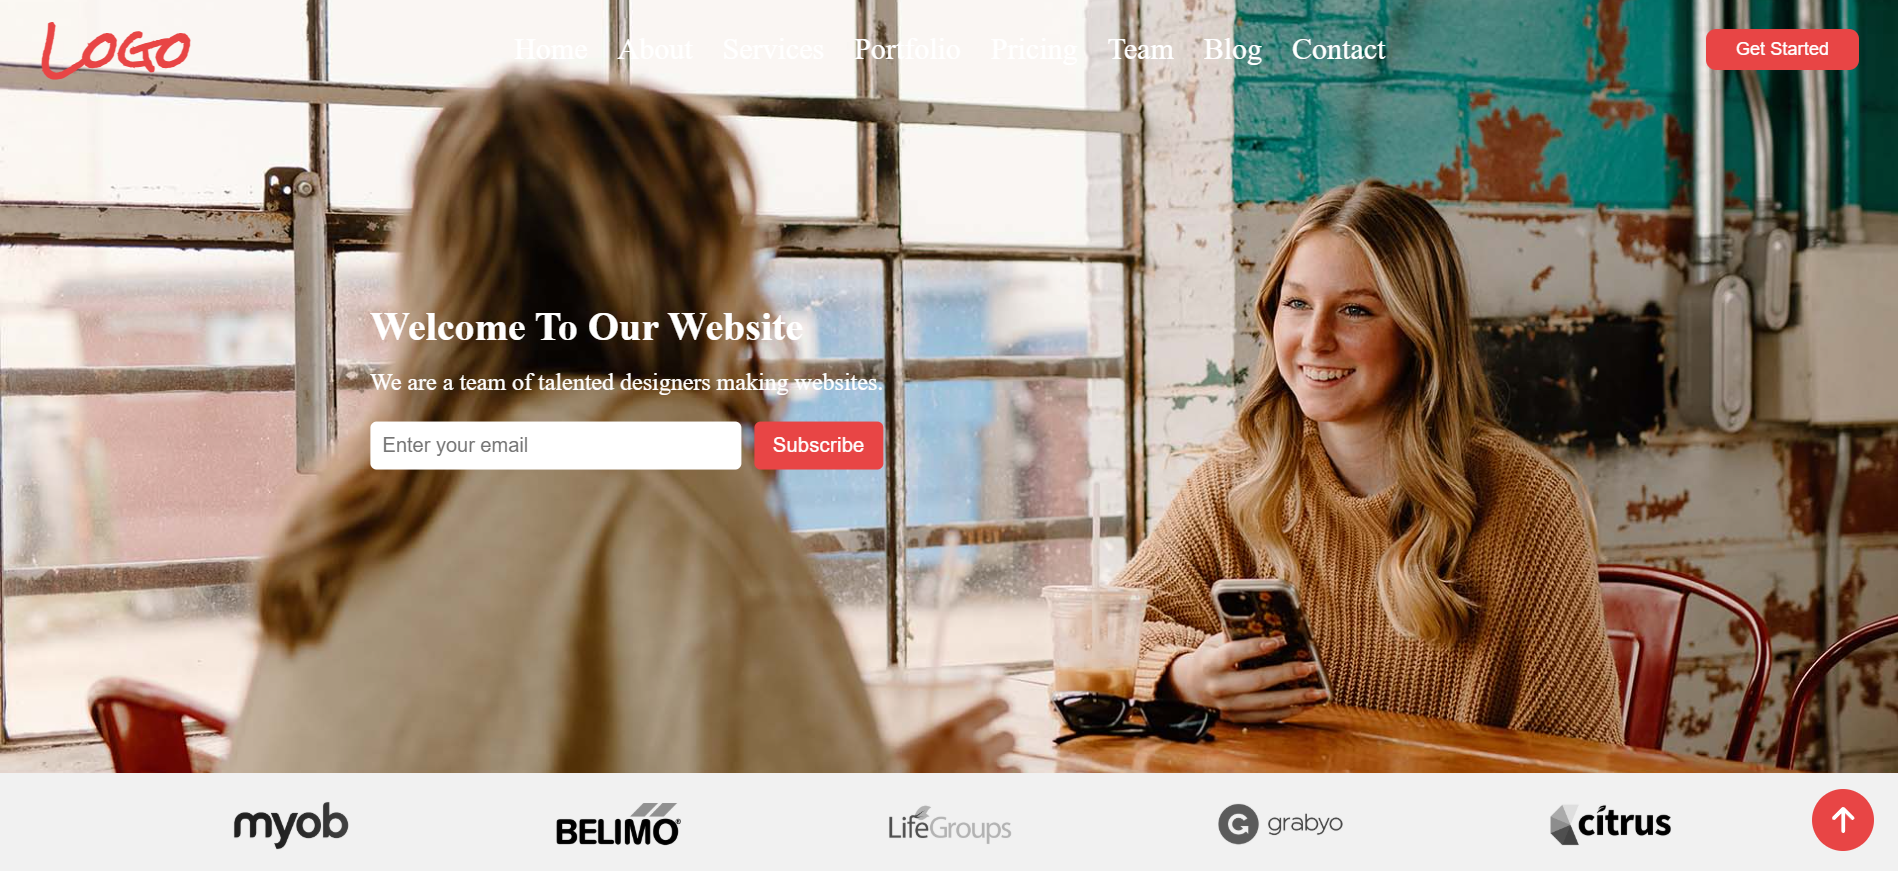 LOGO
Home About Services Portfolio Pricing Team Blog Contact
Get Started
Welcome To Our Website
We are a team of talented designers making websites.
Enter your email
Subscribe
myob
BELIMO®
LifeGroups
G grabyo
citrus